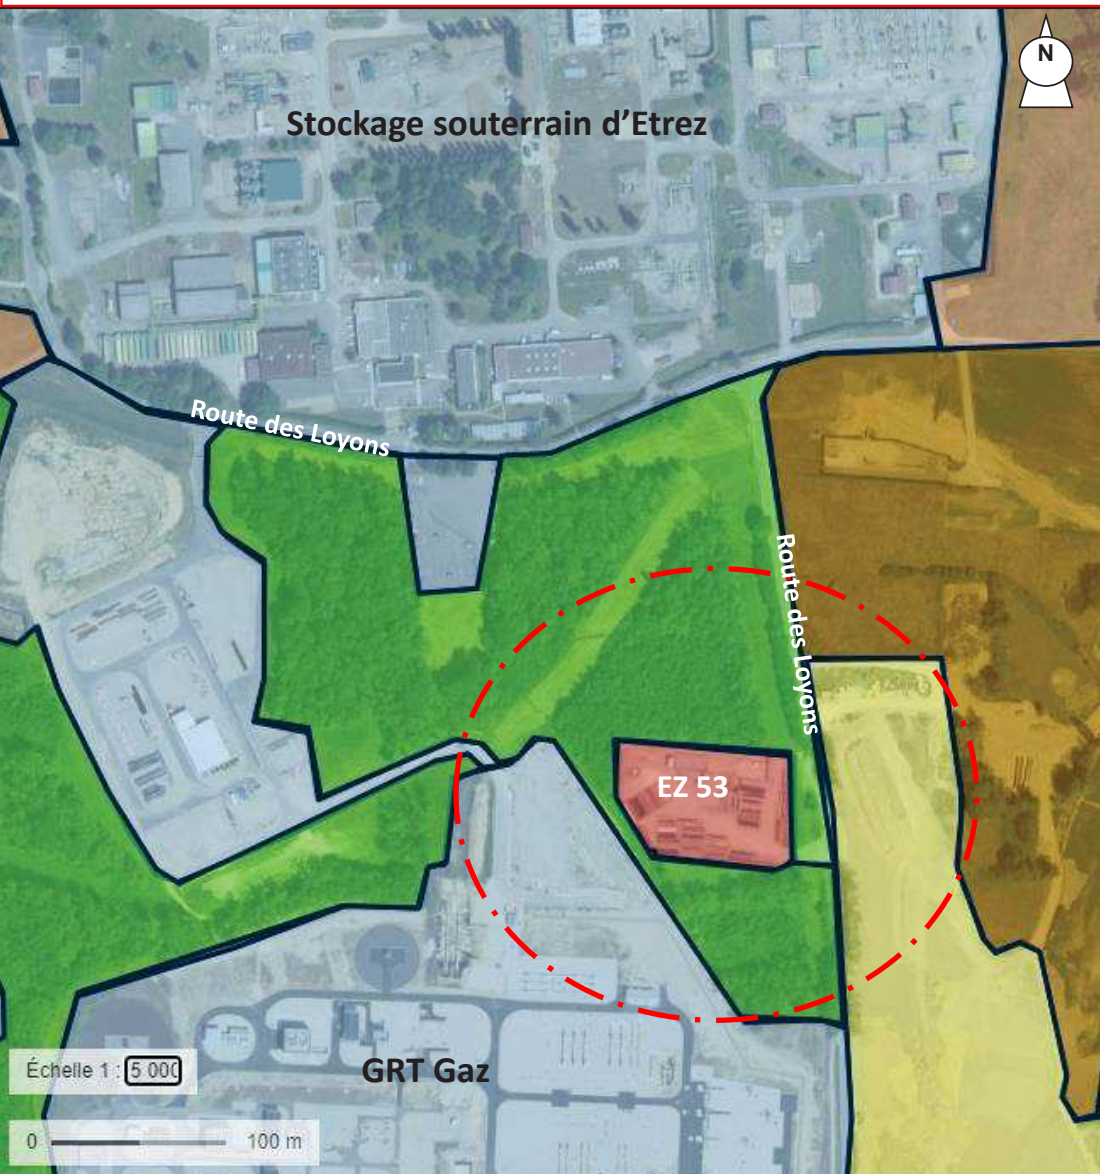 N
Stockage souterrain d'Etrez
Route des Loyons
Route des Loyons
EZ 53
GRT Gaz
Échelle 1 : 5 000
0 100 m